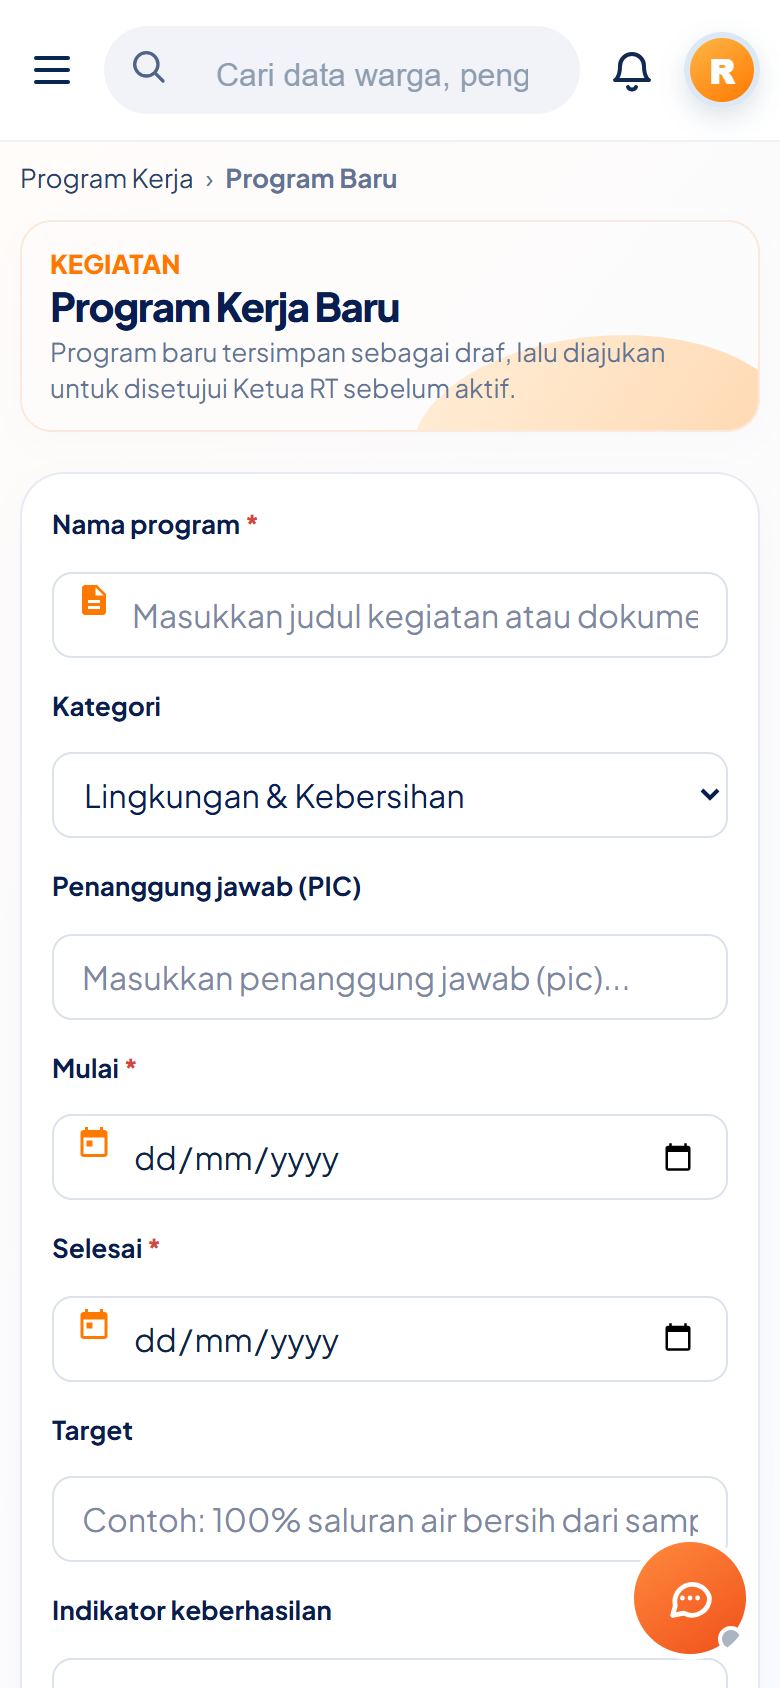 Cari data warga, peng
R
Program Kerja › Program Baru
KEGIATAN
Program Kerja Baru
Program baru tersimpan sebagai draf, lalu diajukan
untuk disetujui Ketua RT sebelum aktif.
Nama program *
Masukkan judul kegiatan atau dokume
Kategori
Lingkungan & Kebersihan
Penanggung jawab (PIC)
Masukkan penanggung jawab (pic)...
Mulai *
dd/mm/yyyy
Selesai *
dd/mm/yyyy
Target
Contoh: 100% saluran air bersih dari samp
Indikator keberhasilan